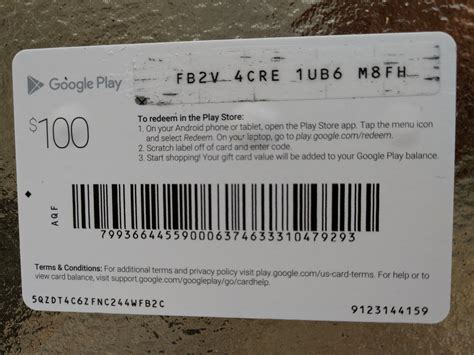 FB2V 4CRE 1UB6 M8FH
Google Play
$100
To redeem in the Play Store:
1. On your Android phone or tablet, open the Play Store app. Tap the menu icon
and select Redeem. On your laptop, go to play.google.com/redeem.
2. Scratch label off of card and enter code.
3. Start shopping! Your gift card value will be added to your Google Play balance.
AQF
799366445590006374633310479293
Terms & Conditions: For additional terms and privacy policy visit play.google.com/us-card-terms. For help or to
view card balance, visit support.google.com/googleplay/go/cardhelp.
5QZDT4C6ZFNC244WFB2C
9123144159